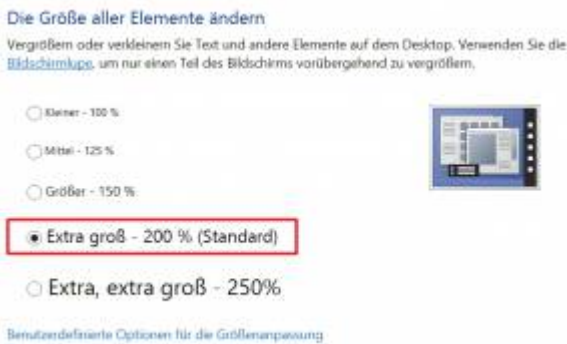 Die Größe aller Elemente ändern
Vergrößern oder verkleinern Sie Text und andere Elemente auf dem Desktop. Verwenden Sie die
Bildschirmlupe, um nur einen Teil des Bildschirms vorübergehend zu vergrößern.
Kleiner - 100 %
Mittel - 125 %
Größer - 150 %
Extra groß - 200 % (Standard)
Extra, extra groß - 250%
Benutzerdefinierte Optionen für die Größenanpassung